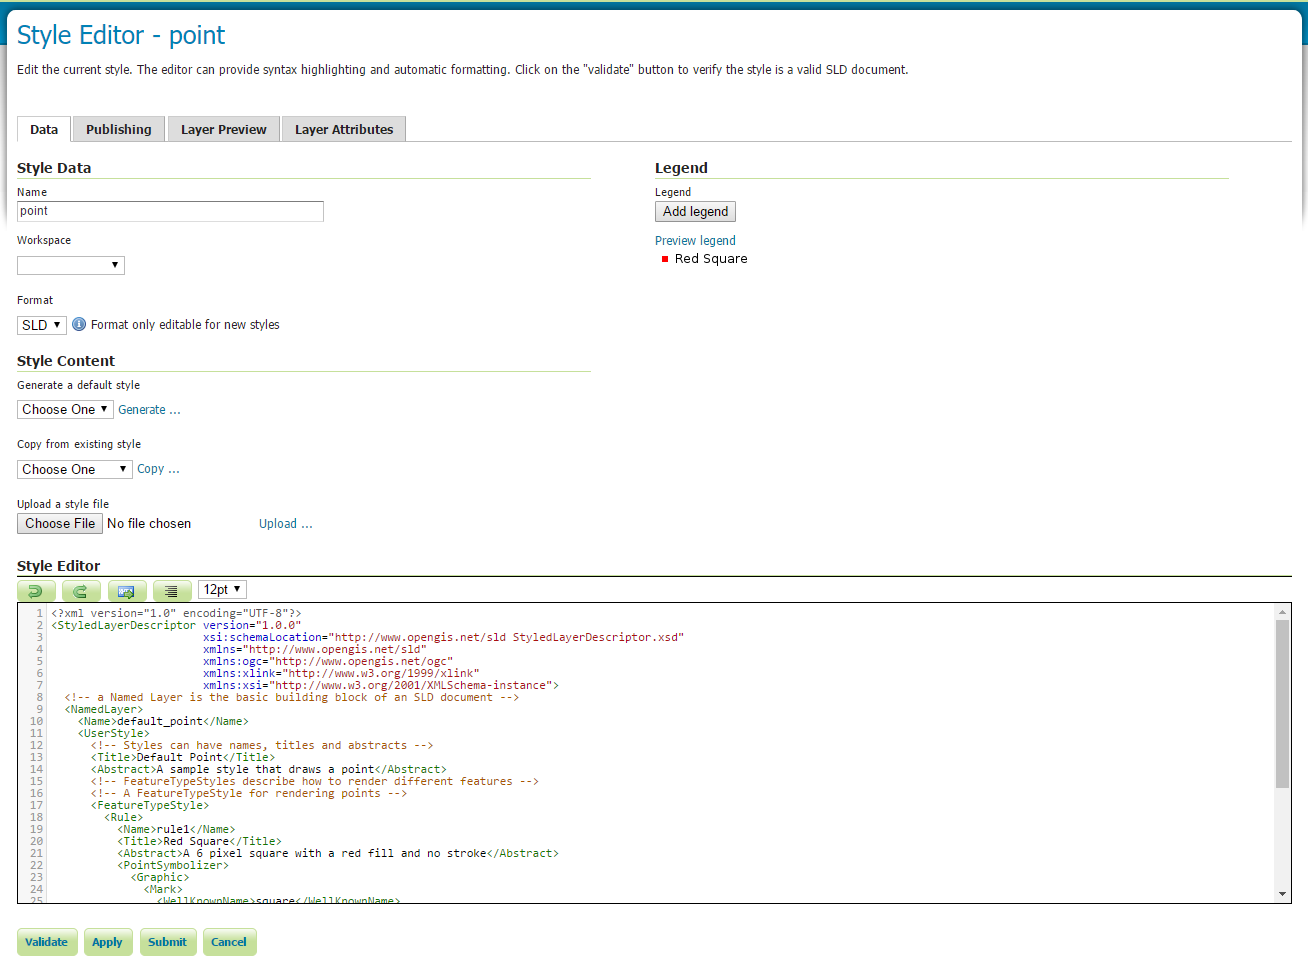 Style Editor - point
Edit the current style. The editor can provide syntax highlighting and automatic formatting. Click on the "validate" button to verify the style is a valid SLD document.
Data
Publishing
Layer Preview
Layer Attributes
Style Data
Name
point
Workspace
Format
SLD
Format only editable for new styles
Legend
Legend
Add legend
Preview legend
Red Square
Style Content
Generate a default style
Choose One Generate ...
Copy from existing style
Choose One Copy ...
Upload a style file
Choose File No file chosen Upload ...
Style Editor
12pt
1 <?xml version="1.0" encoding="UTF-8"?>
2 <StyledLayerDescriptor version="1.0.0"
3 xsi:schemaLocation="http://www.opengis.net/sld StyledLayerDescriptor.xsd"
4 xmlns="http://www.opengis.net/sld"
5 xmlns:ogc="http://www.opengis.net/ogc"
6 xmlns:xlink="http://www.w3.org/1999/xlink"
7 xmlns:xsi="http://www.w3.org/2001/XMLSchema-instance">
8 <!-- a Named Layer is the basic building block of an SLD document -->
9 <NamedLayer>
10 <Name>default_point</Name>
11 <UserStyle>
12 <!-- Styles can have names, titles and abstracts -->
13 <Title>Default Point</Title>
14 <Abstract>A sample style that draws a point</Abstract>
15 <!-- FeatureTypeStyles describe how to render different features -->
16 <!-- A FeatureTypeStyle for rendering points -->
17 <FeatureTypeStyle>
18 <Rule>
19 <Name>rule1</Name>
20 <Title>Red Square</Title>
21 <Abstract>A 6 pixel square with a red fill and no stroke</Abstract>
22 <PointSymbolizer>
23 <Graphic>
24 <Mark>
25 <WellKnownName>square</WellKnownName>
Validate
Apply
Submit
Cancel